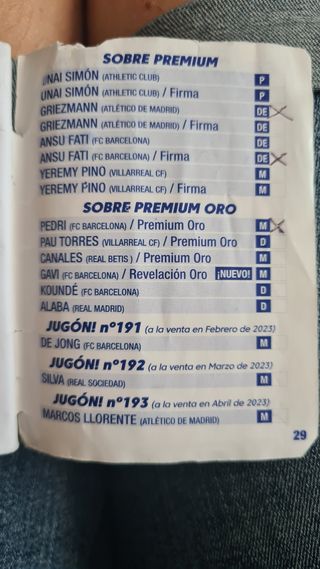 SOBRE PREMIUM
UNAI SIMÓN (ATHLETIC CLUB) P
UNAI SIMÓN (ATHLETIC CLUB) / Firma P
GRIEZMANN (ATLÉTICO DE MADRID) DE
GRIEZMANN (ATLÉTICO DE MADRID) / Firma DE
ANSU FATI (FC BARCELONA) DE
ANSU FATI (FC BARCELONA) / Firma DE
YEREMY PINO (VILLARREAL CF) M
YEREMY PINO (VILLARREAL CF) / Firma M
SOBRE PREMIUM ORO
PEDRI (FC BARCELONA) / Premium Oro M
PAU TORRES (VILLARREAL CF) / Premium Oro D
CANALES (REAL BETIS) / Premium Oro M
GAVI (FC BARCELONA) / Revelación Oro ¡NUEVO! M
KOUNDÉ (FC BARCELONA) D
ALABA (REAL MADRID) D
JUGÓN! nº191 (a la venta en Febrero de 2023)
DE JONG (FC BARCELONA) M
JUGÓN! nº192 (a la venta en Marzo de 2023)
SILVA (REAL SOCIEDAD) M
JUGÓN! nº193 (a la venta en Abril de 2023)
MARCOS LLORENTE (ATLÉTICO DE MADRID) M
29